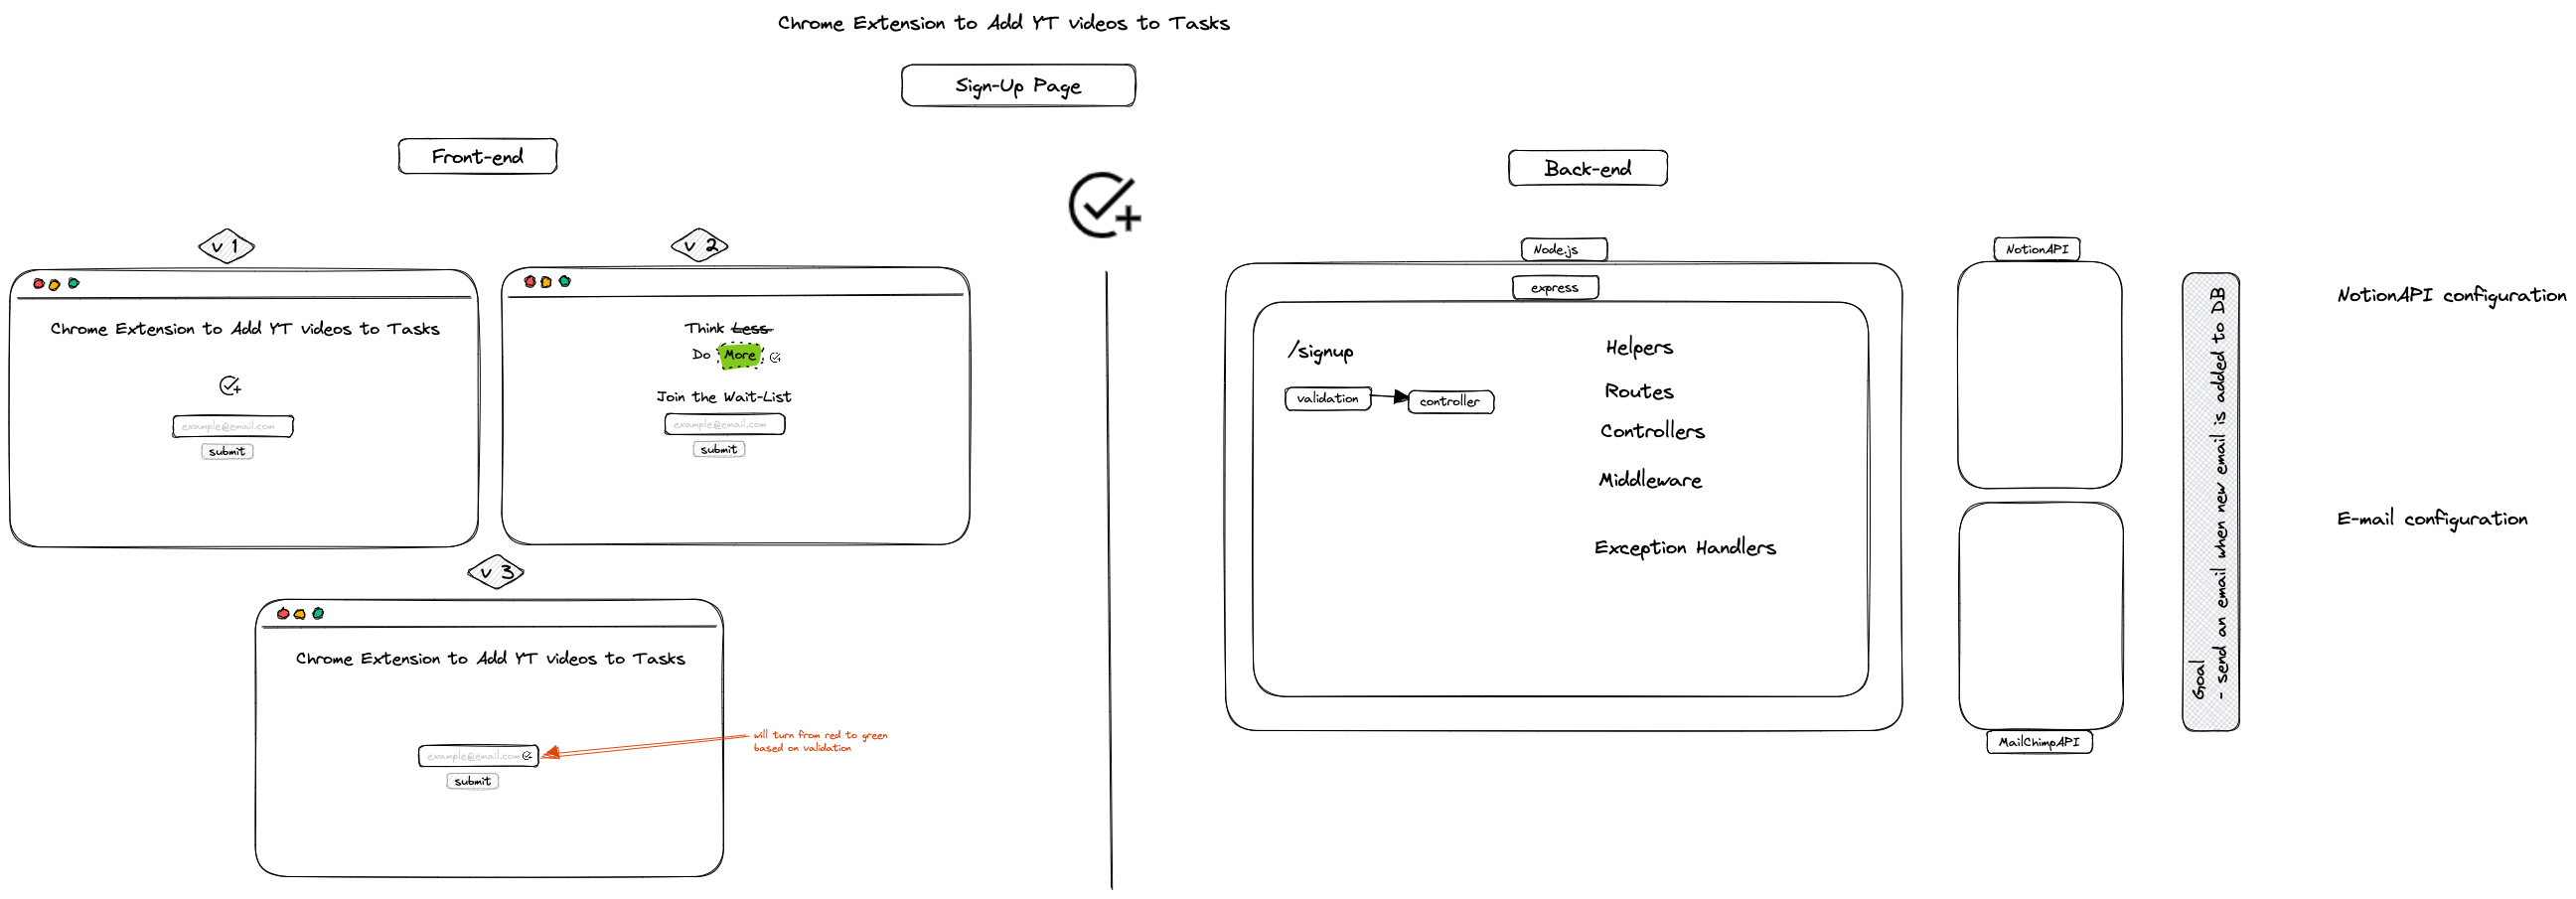 Chrome Extension to Add YT videos to Tasks
Sign-Up Page
Front-end
v 1
Chrome Extension to Add YT videos to Tasks
example@email.com
submit
v 2
Think Less
Do More
Join the Wait-List
example@email.com
submit
v 3
Chrome Extension to Add YT videos to Tasks
example@email.com
submit
will turn from red to green
based on validation
Back-end
Node.js
express
/signup
validation
controller
Helpers
Routes
Controllers
Middleware
Exception Handlers
NotionAPI
MailChimpAPI
Goal
- send an email when new email is added to DB
NotionAPI configuration
E-mail configuration